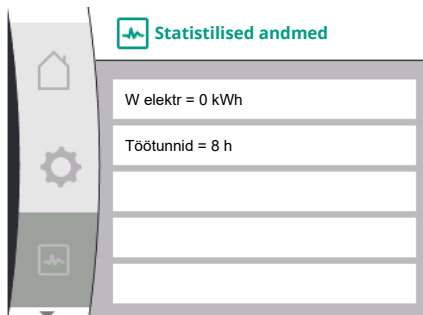 Statistilised andmed
W elektr = 0 kWh
Töötunnid = 8 h